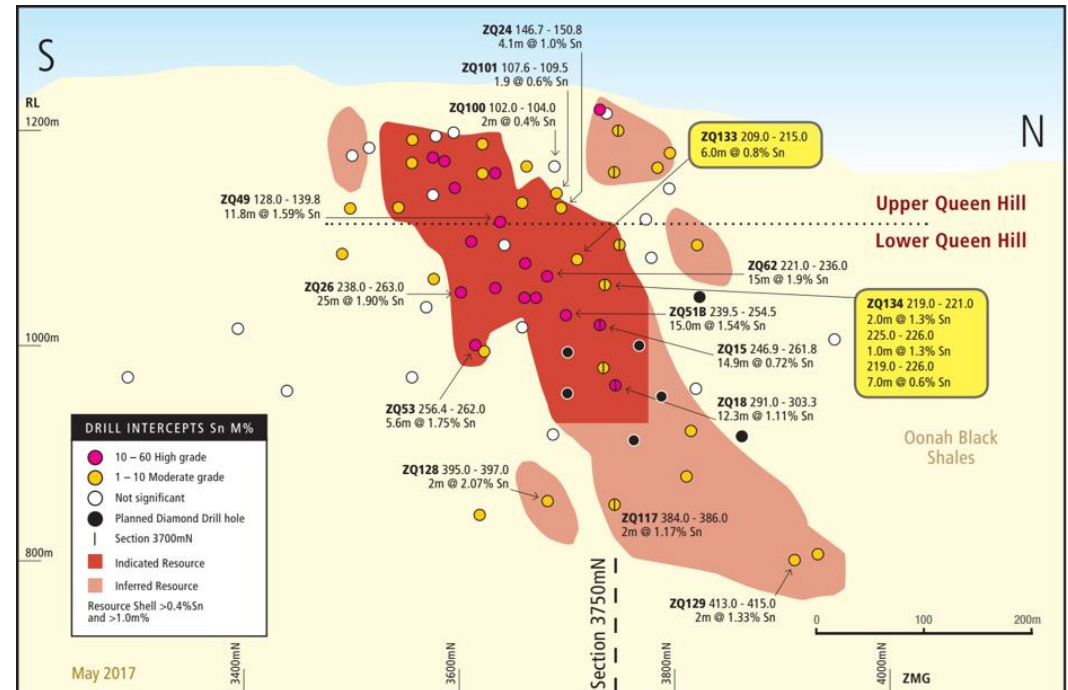 S
N
RL
1200m
1000m
800m
ZQ24 146.7 - 150.8
4.1m @ 1.0% Sn
ZQ101 107.6 - 109.5
1.9 @ 0.6% Sn
ZQ100 102.0 - 104.0
2m @ 0.4% Sn
ZQ133 209.0 - 215.0
6.0m @ 0.8% Sn
ZQ49 128.0 - 139.8
11.8m @ 1.59% Sn
Upper Queen Hill
Lower Queen Hill
ZQ62 221.0 - 236.0
15m @ 1.9% Sn
ZQ26 238.0 - 263.0
25m @ 1.90% Sn
ZQ134 219.0 - 221.0
2.0m @ 1.3% Sn
225.0 - 226.0
1.0m @ 1.3% Sn
219.0 - 226.0
7.0m @ 0.6% Sn
ZQ51B 239.5 - 254.5
15.0m @ 1.54% Sn
ZQ15 246.9 - 261.8
14.9m @ 0.72% Sn
ZQ53 256.4 - 262.0
5.6m @ 1.75% Sn
ZQ18 291.0 - 303.3
12.3m @ 1.11% Sn
Oonah Black
Shales
ZQ128 395.0 - 397.0
2m @ 2.07% Sn
ZQ117 384.0 - 386.0
2m @ 1.17% Sn
ZQ129 413.0 - 415.0
2m @ 1.33% Sn
DRILL INTERCEPTS Sn M%
10 – 60 High grade
1 – 10 Moderate grade
Not significant
Planned Diamond Drill hole
Section 3700mN
Indicated Resource
Inferred Resource
Resource Shell >0.4%Sn
and >1.0m%
0 100 200m
May 2017
3400mN
3600mN
Section 3750mN
3800mN
4000mN
ZMG